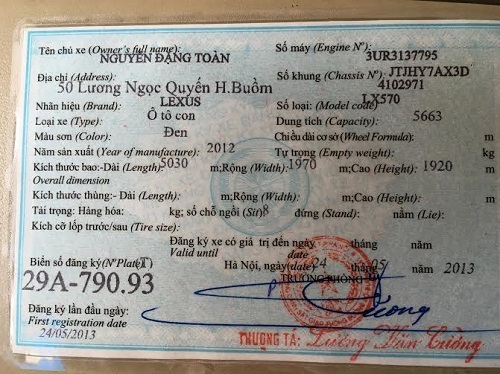 Tên chủ xe (Owner's full name): NGUYỄN ĐĂNG TOÀN Số máy (Engine Nº): 3UR3137795
Địa chỉ (Address): 50 Lương Ngọc Quyến H.Buồm Số khung (Chassis Nº): JTJHY7AX3D4102971
Nhãn hiệu (Brand): LEXUS Số loại: (Model code) LX570
Loại xe (Type): Ô tô con Dung tích (Capacity): 5663
Màu sơn (Color): Đen Chiều dài cơ sở (Wheel Formula): m
Năm sản xuất (Year of manufacture): 2012 Tự trọng (Empty weight): kg
Kích thước bao:-Dài (Length): 5030 m;Rộng (Width): 1970 m;Cao (Height): 1920 m
Overall dimension
Kích thước thùng:- Dài (Length): m;Rộng (Width): m;Cao (Height): m
Tải trọng: Hàng hóa: kg; số chỗ ngồi (Sit) 8 đứng (Stand): nằm (Lie):
Kích cỡ lốp trước/sau (Tire size):
Đăng ký xe có giá trị đến ngày tháng năm
Valid until date
Biển số đăng ký(NºPlate) (T) Hà Nội, ngày(date) 24 tháng 05 năm 2013
29A-790.93 TRƯỞNG PHÒNG
Đăng ký lần đầu ngày:
First registration date
24/05/2013
THƯỢNG TÁ: Lương Văn Cường